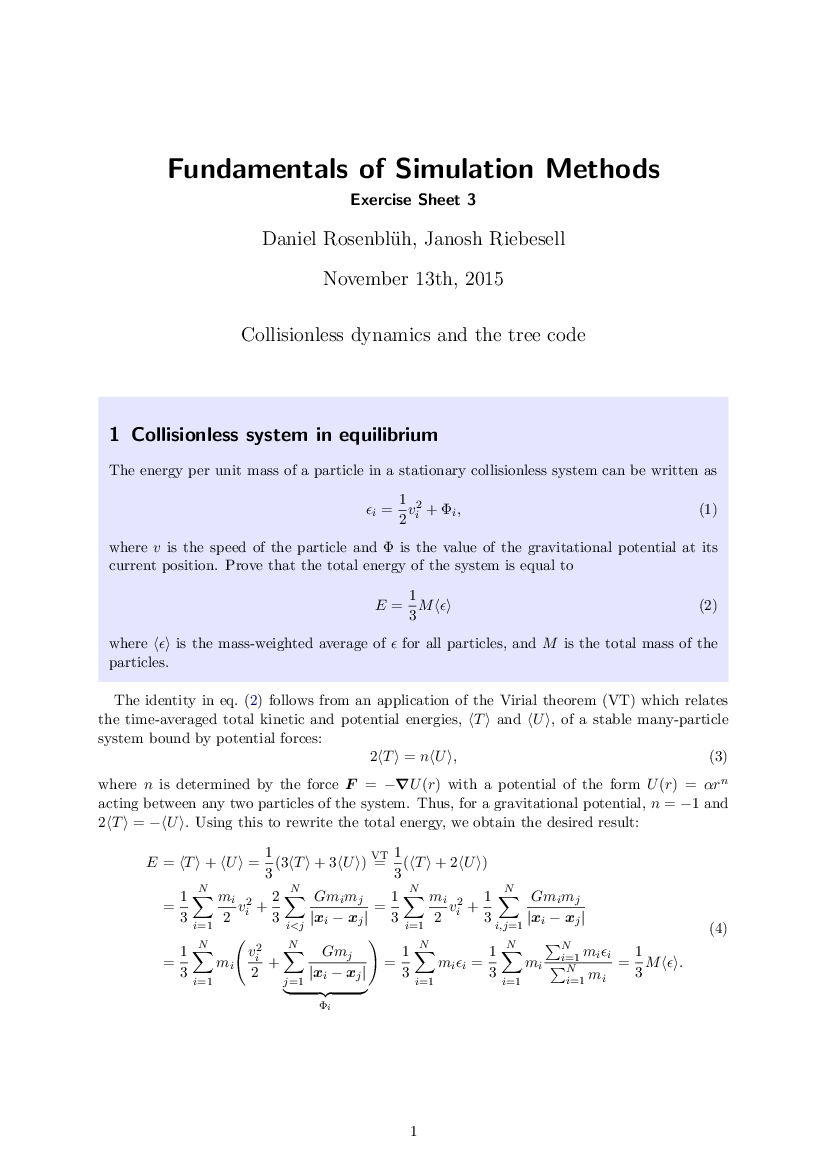 Fundamentals of Simulation Methods
Exercise Sheet 3
Daniel Rosenblüh, Janosh Riebesell
November 13th, 2015
Collisionless dynamics and the tree code
1 Collisionless system in equilibrium
The energy per unit mass of a particle in a stationary collisionless system can be written as
$\epsilon_i = \frac{1}{2} v_i^2 + \Phi_i,$ (1)
where $v$ is the speed of the particle and $\Phi$ is the value of the gravitational potential at its
current position. Prove that the total energy of the system is equal to
$E = \frac{1}{3} M \langle \epsilon \rangle$ (2)
where $\langle \epsilon \rangle$ is the mass-weighted average of $\epsilon$ for all particles, and $M$ is the total mass of the
particles.
The identity in eq. (2) follows from an application of the Virial theorem (VT) which relates
the time-averaged total kinetic and potential energies, $\langle T \rangle$ and $\langle U \rangle$, of a stable many-particle
system bound by potential forces:
$2\langle T \rangle = n\langle U \rangle,$ (3)
where $n$ is determined by the force $\boldsymbol{F} = -\boldsymbol{\nabla} U(r)$ with a potential of the form $U(r) = \alpha r^n$
acting between any two particles of the system. Thus, for a gravitational potential, $n = -1$ and
$2\langle T \rangle = -\langle U \rangle$. Using this to rewrite the total energy, we obtain the desired result:
$E = \langle T \rangle + \langle U \rangle = \frac{1}{3}(3\langle T \rangle + 3\langle U \rangle) \overset{\text{VT}}{=} \frac{1}{3}(\langle T \rangle + 2\langle U \rangle)$
$= \frac{1}{3} \sum_{i=1}^{N} \frac{m_i}{2} v_i^2 + \frac{2}{3} \sum_{i<j}^{N} \frac{G m_i m_j}{|\boldsymbol{x}_i - \boldsymbol{x}_j|} = \frac{1}{3} \sum_{i=1}^{N} \frac{m_i}{2} v_i^2 + \frac{1}{3} \sum_{i,j=1}^{N} \frac{G m_i m_j}{|\boldsymbol{x}_i - \boldsymbol{x}_j|}$ (4)
$= \frac{1}{3} \sum_{i=1}^{N} m_i \Big( \frac{v_i^2}{2} + \underbrace{\sum_{j=1}^{N} \frac{G m_j}{|\boldsymbol{x}_i - \boldsymbol{x}_j|}}_{\Phi_i} \Big) = \frac{1}{3} \sum_{i=1}^{N} m_i \epsilon_i = \frac{1}{3} \sum_{i=1}^{N} m_i \frac{\sum_{i=1}^{N} m_i \epsilon_i}{\sum_{i=1}^{N} m_i} = \frac{1}{3} M \langle \epsilon \rangle.$
1